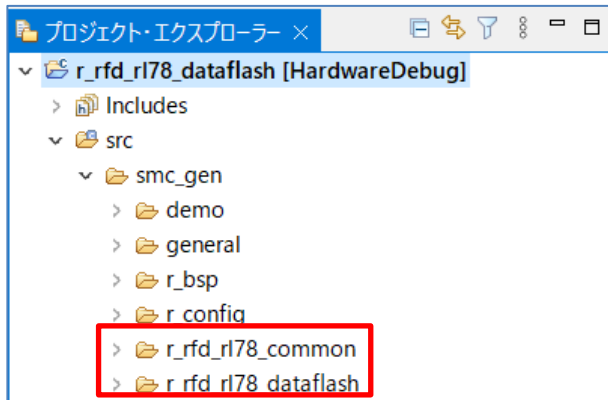 プロジェクト・エクスプローラー
r_rfd_rl78_dataflash [HardwareDebug]
Includes
src
smc_gen
demo
general
r_bsp
r_config
r_rfd_rl78_common
r_rfd_rl78_dataflash